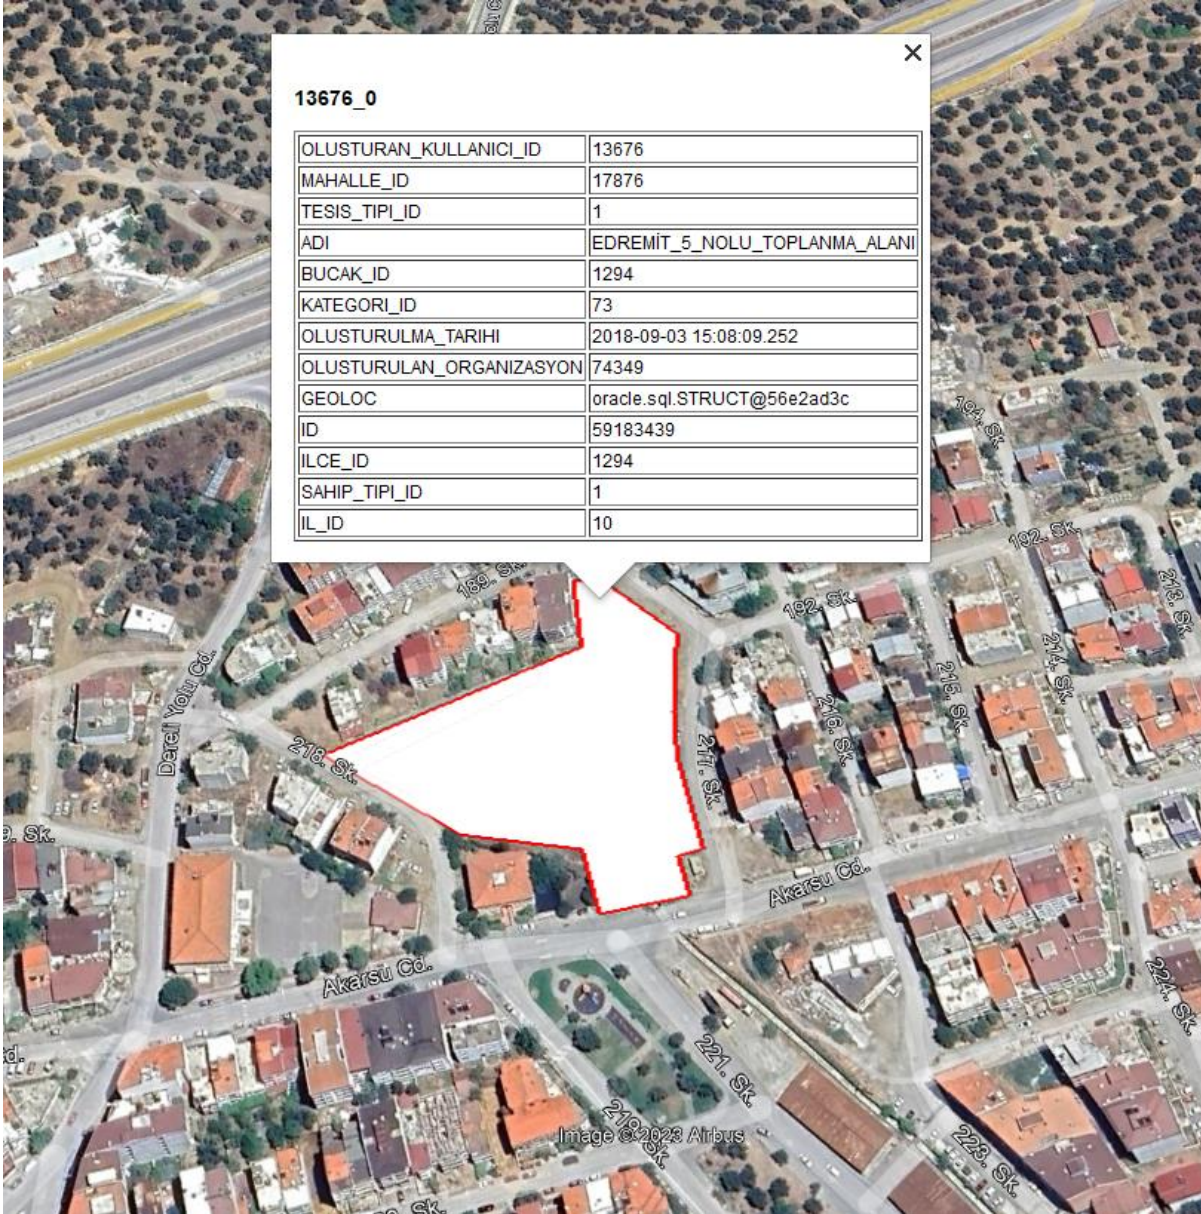 13676_0
OLUSTURAN_KULLANICI_ID 13676
MAHALLE_ID 17876
TESIS_TIPI_ID 1
ADI EDREMİT_5_NOLU_TOPLANMA_ALANI
BUCAK_ID 1294
KATEGORI_ID 73
OLUSTURULMA_TARIHI 2018-09-03 15:08:09.252
OLUSTURULAN_ORGANIZASYON 74349
GEOLOC oracle.sql.STRUCT@56e2ad3c
ID 59183439
ILCE_ID 1294
SAHIP_TIPI_ID 1
IL_ID 10
194. Sk.
192. Sk.
189. Sk.
192. Sk.
213. Sk.
214. Sk.
215. Sk.
216. Sk.
217. Sk.
Dereli Yolu Cd.
218. Sk.
Akarsu Cd.
Akarsu Cd.
224. Sk.
221. Sk.
219. Sk.
223. Sk.
Image © 2023 Airbus